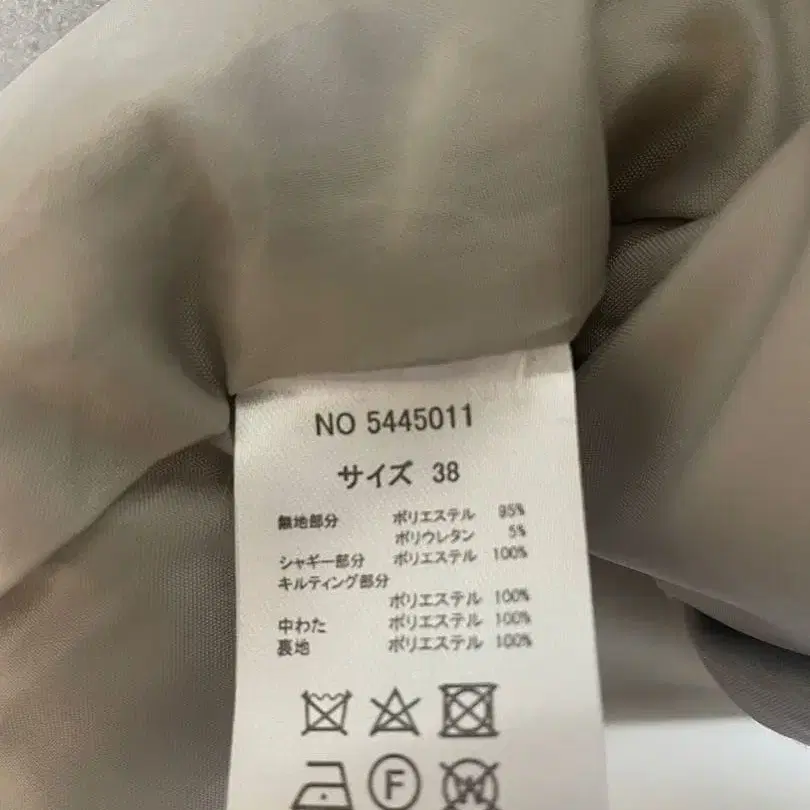 NO 5445011
サイズ 38
無地部分 ポリエステル 95%
ポリウレタン 5%
シャギー部分 ポリエステル 100%
キルティング部分
ポリエステル 100%
中わた ポリエステル 100%
裏地 ポリエステル 100%
F
W